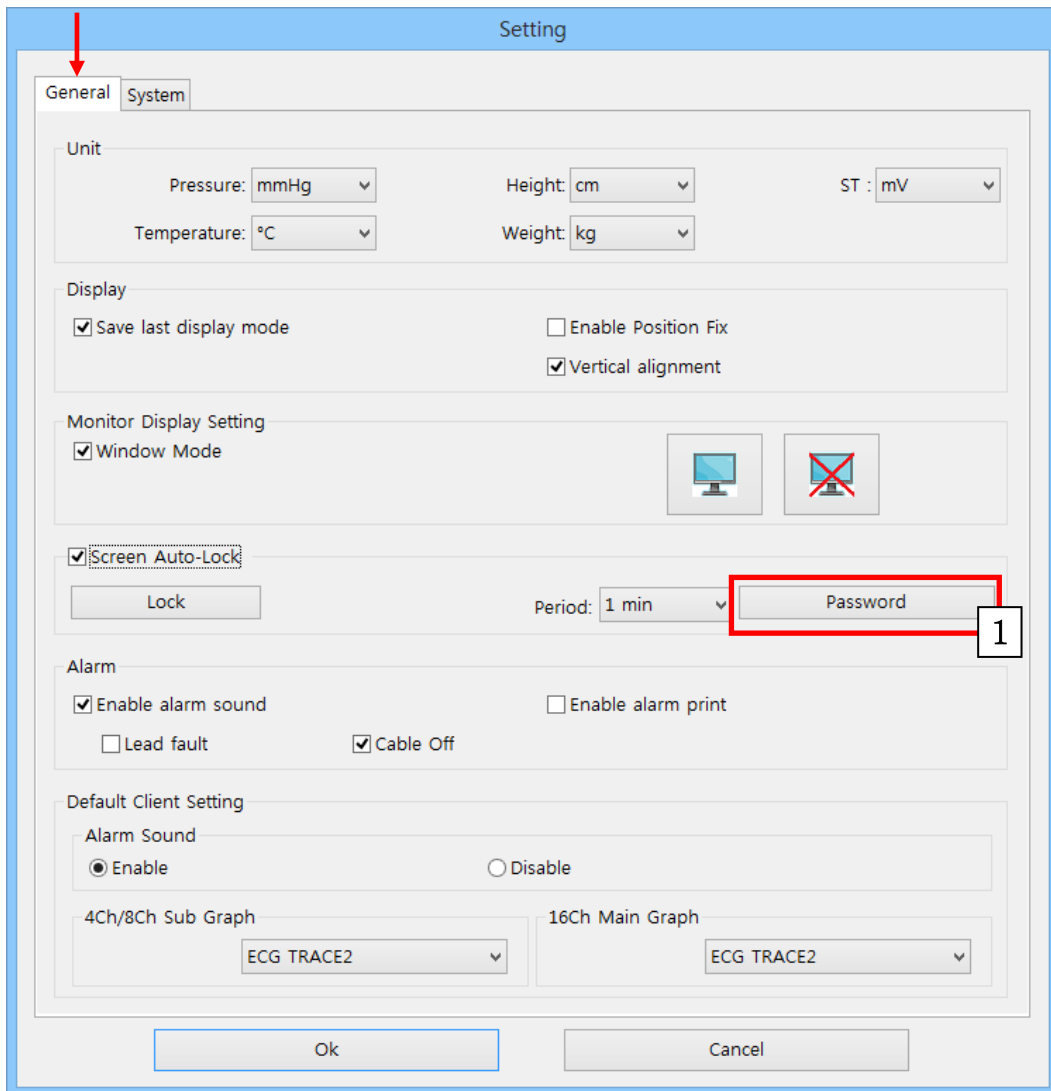 Setting
General System
Unit
Pressure: mmHg Height: cm ST : mV
Temperature: °C Weight: kg
Display
Save last display mode Enable Position Fix
Vertical alignment
Monitor Display Setting
Window Mode
Screen Auto-Lock
Lock Period: 1 min Password
1
Alarm
Enable alarm sound Enable alarm print
Lead fault Cable Off
Default Client Setting
Alarm Sound
Enable Disable
4Ch/8Ch Sub Graph 16Ch Main Graph
ECG TRACE2 ECG TRACE2
Ok Cancel